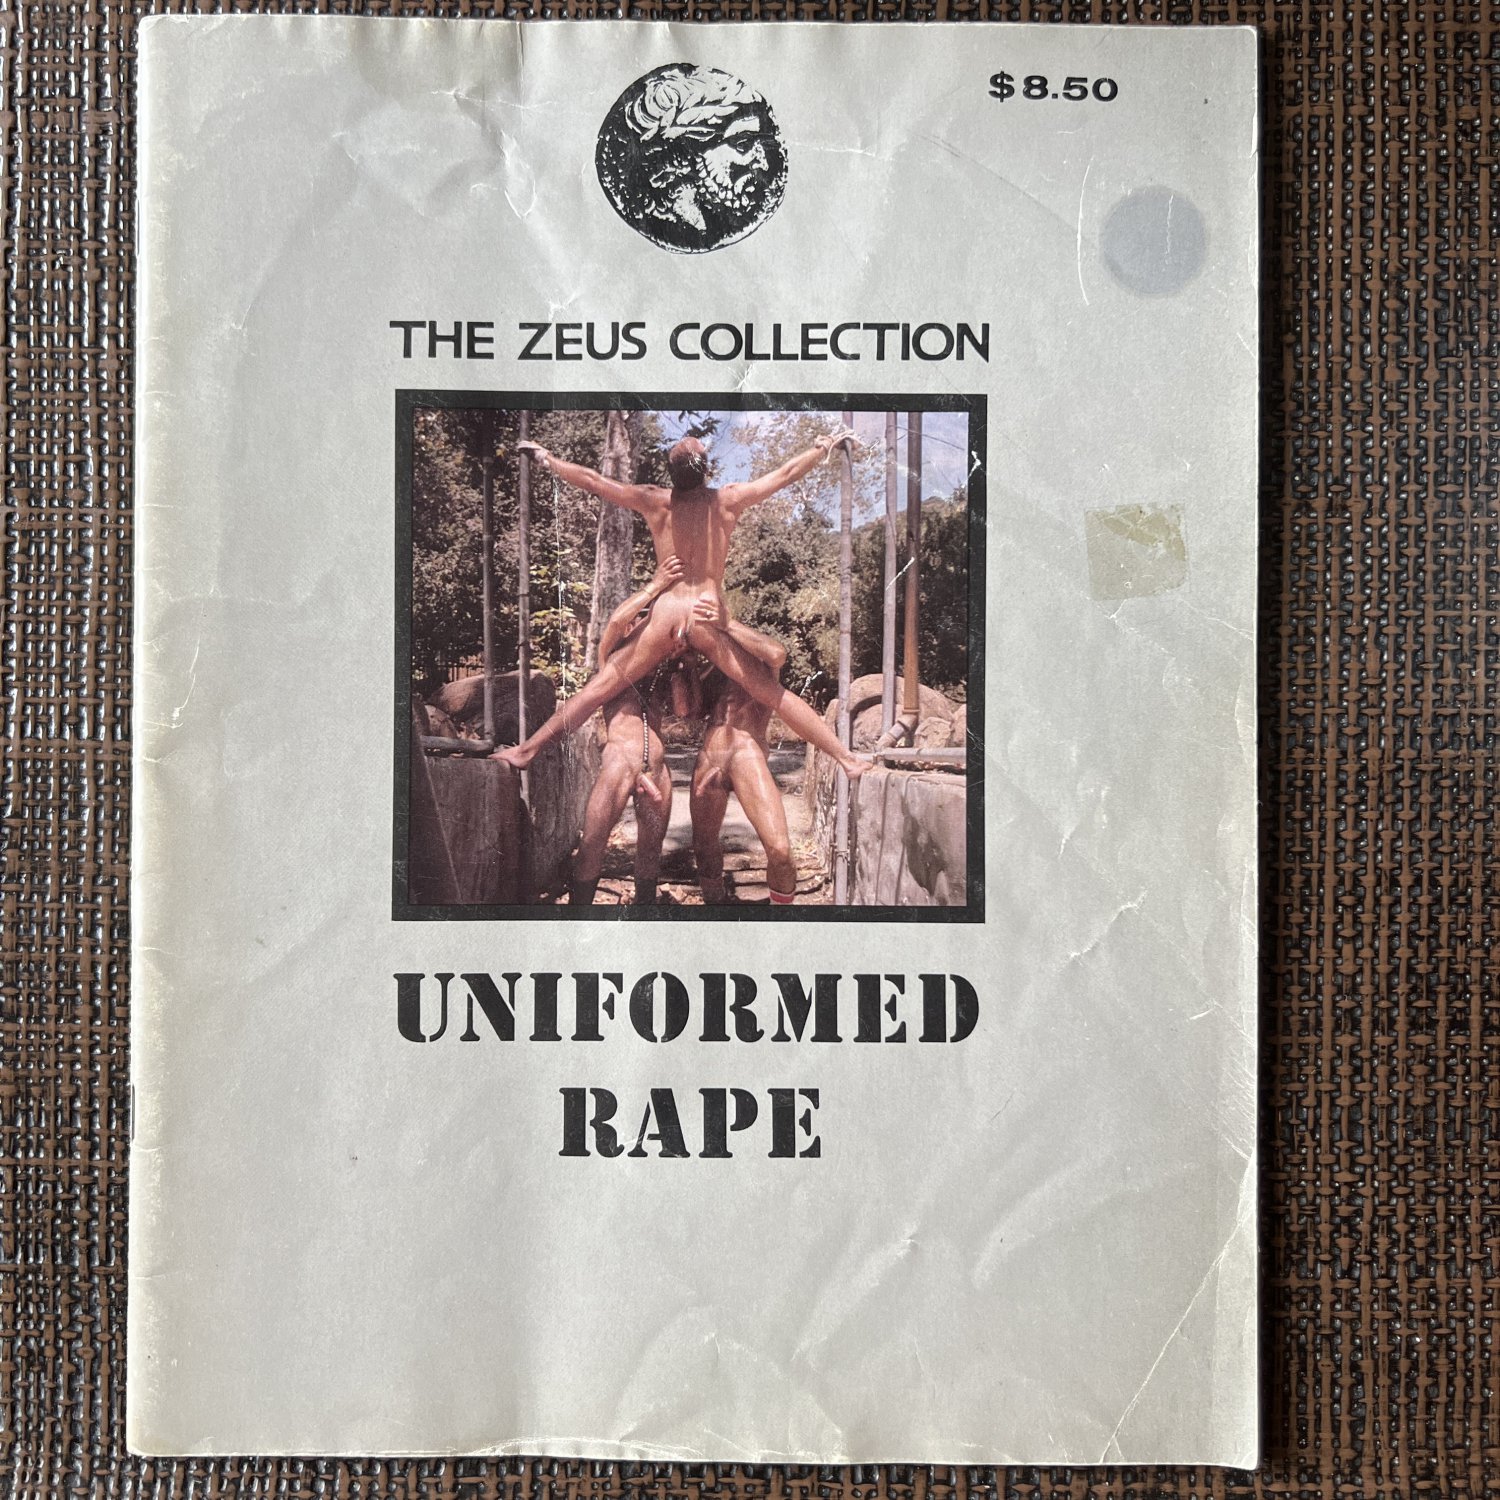 $8.50
THE ZEUS COLLECTION
UNIFORMED
RAPE